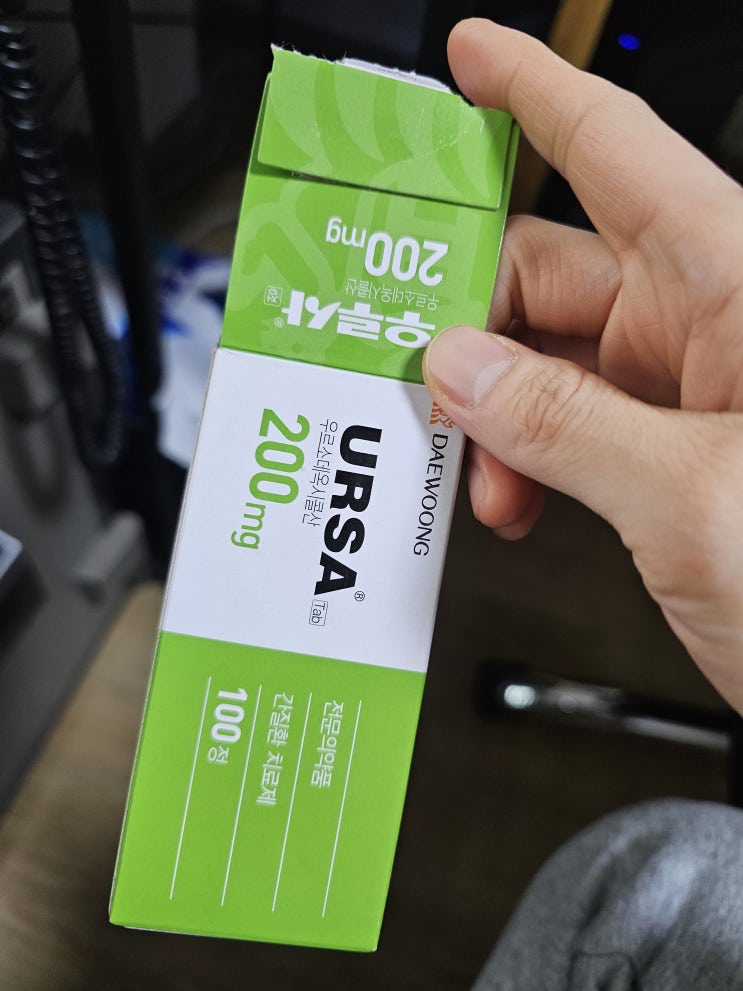 우루사®정
우르소데옥시콜산
200mg
DAEWOONG
URSA® Tab
우르소데옥시콜산
200mg
전문의약품
간질환 치료제
100정